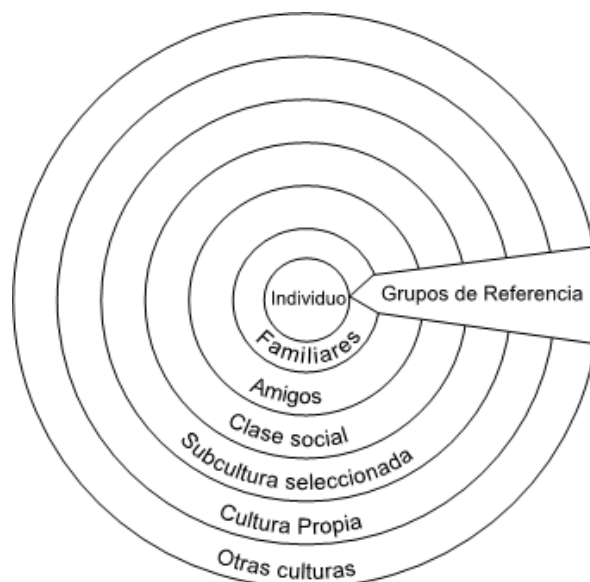 Individuo
Grupos de Referencia
Familiares
Amigos
Clase social
Subcultura seleccionada
Cultura Propia
Otras culturas